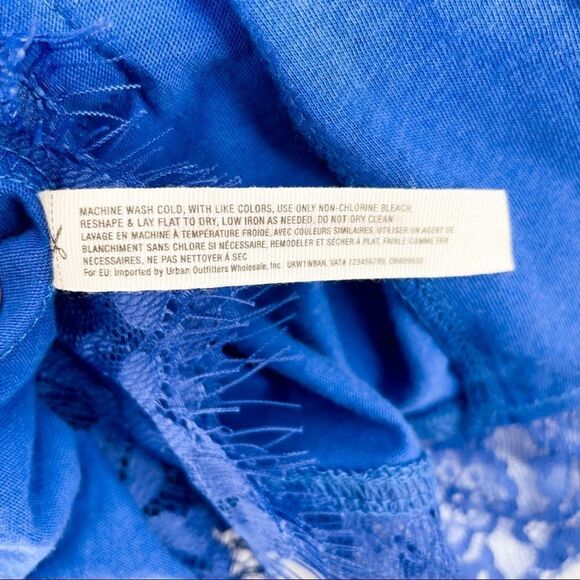 MACHINE WASH COLD, WITH LIKE COLORS, USE ONLY NON-CHLORINE BLEACH,
RESHAPE & LAY FLAT TO DRY, LOW IRON AS NEEDED, DO NOT DRY CLEAN
LAVAGE EN MACHINE À TEMPÉRATURE FROIDE, AVEC COULEURS SIMILAIRES, UTILISER UN AGENT DE
BLANCHIMENT SANS CHLORE SI NÉCESSAIRE, REMODELER ET SÉCHER À PLAT, FAIBLE COMME FER
NÉCESSAIRES, NE PAS NETTOYER À SEC
For EU: Imported by Urban Outfitters Wholesale, Inc. UKW1W8AN, VAT# 123456789,